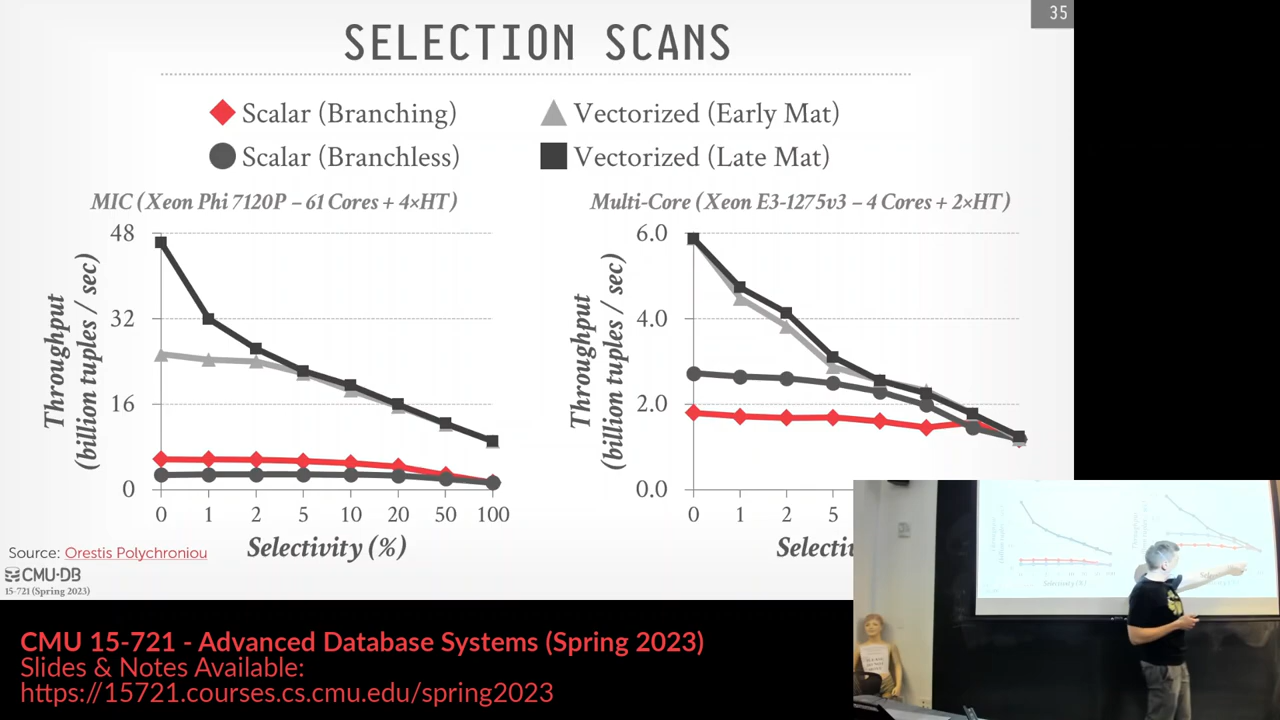 35
SELECTION SCANS
Scalar (Branching)
Vectorized (Early Mat)
Scalar (Branchless)
Vectorized (Late Mat)
MIC (Xeon Phi 7120P – 61 Cores + 4×HT)
Multi-Core (Xeon E3-1275v3 – 4 Cores + 2×HT)
Throughput
(billion tuples / sec)
48
32
16
0
0 1 2 5 10 20 50 100
Selectivity (%)
Throughput
(billion tuples / sec)
6.0
4.0
2.0
0.0
0 1 2 5
Selectiv
Source: Orestis Polychroniou
CMU·DB
15-721 (Spring 2023)
CMU 15-721 - Advanced Database Systems (Spring 2023)
Slides & Notes Available:
https://15721.courses.cs.cmu.edu/spring2023